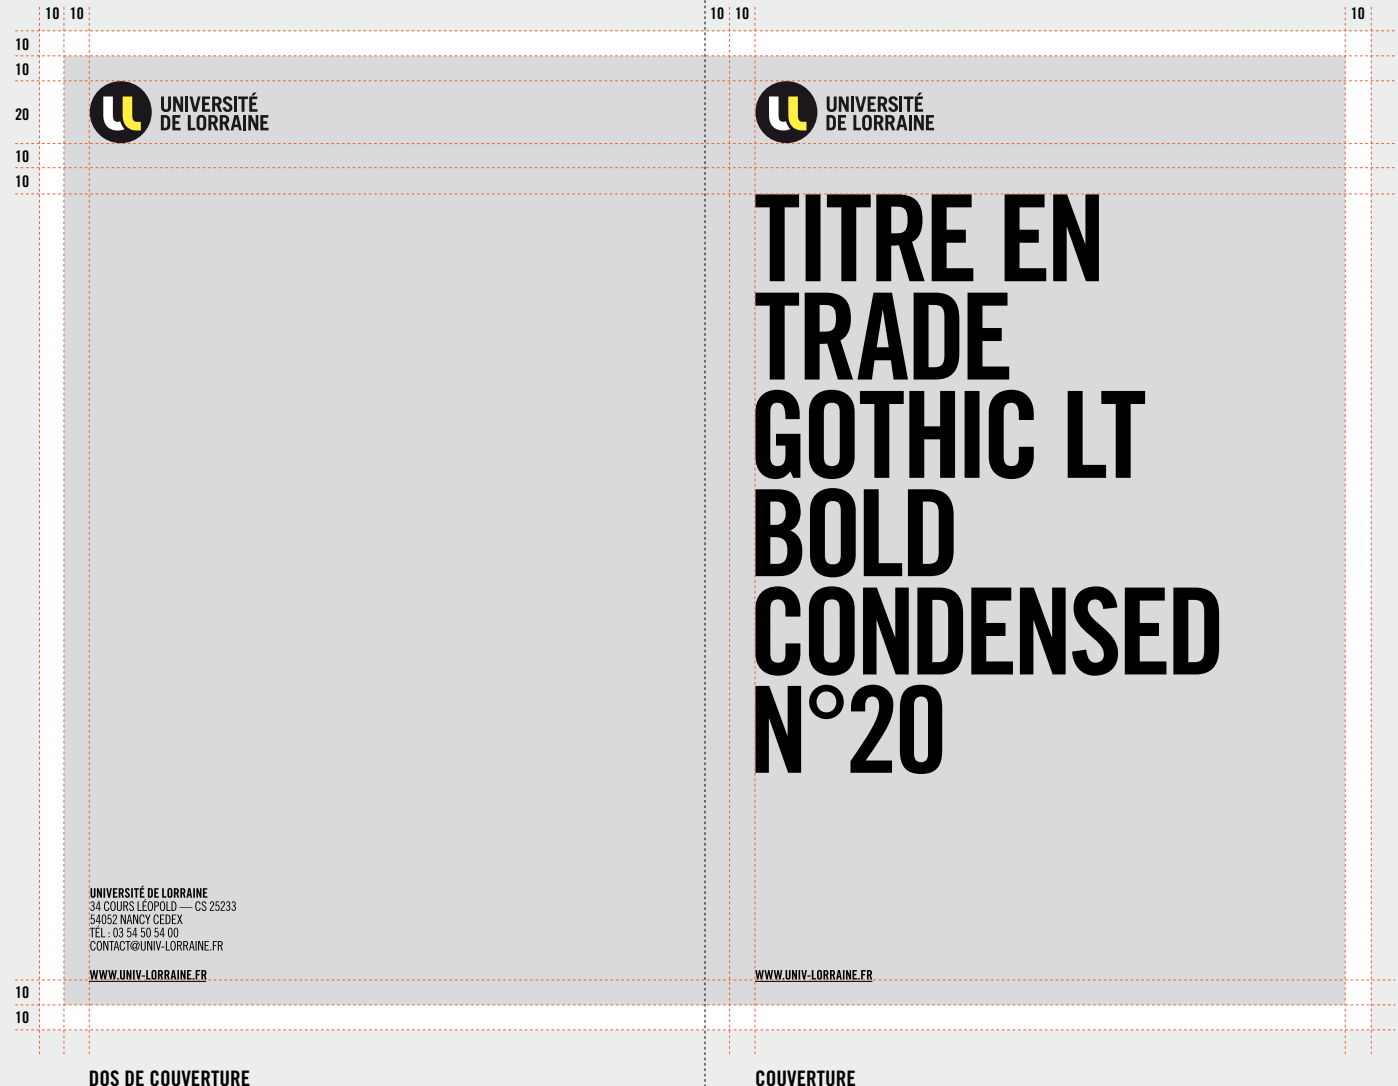 10 10
10 10
10
10
10
20
10
10
UNIVERSITÉ
DE LORRAINE
UNIVERSITÉ
DE LORRAINE
TITRE EN
TRADE
GOTHIC LT
BOLD
CONDENSED
N°20
UNIVERSITÉ DE LORRAINE
34 COURS LÉOPOLD — CS 25233
54052 NANCY CEDEX
TÉL : 03 54 50 54 00
CONTACT@UNIV-LORRAINE.FR
WWW.UNIV-LORRAINE.FR
WWW.UNIV-LORRAINE.FR
10
10
DOS DE COUVERTURE
COUVERTURE